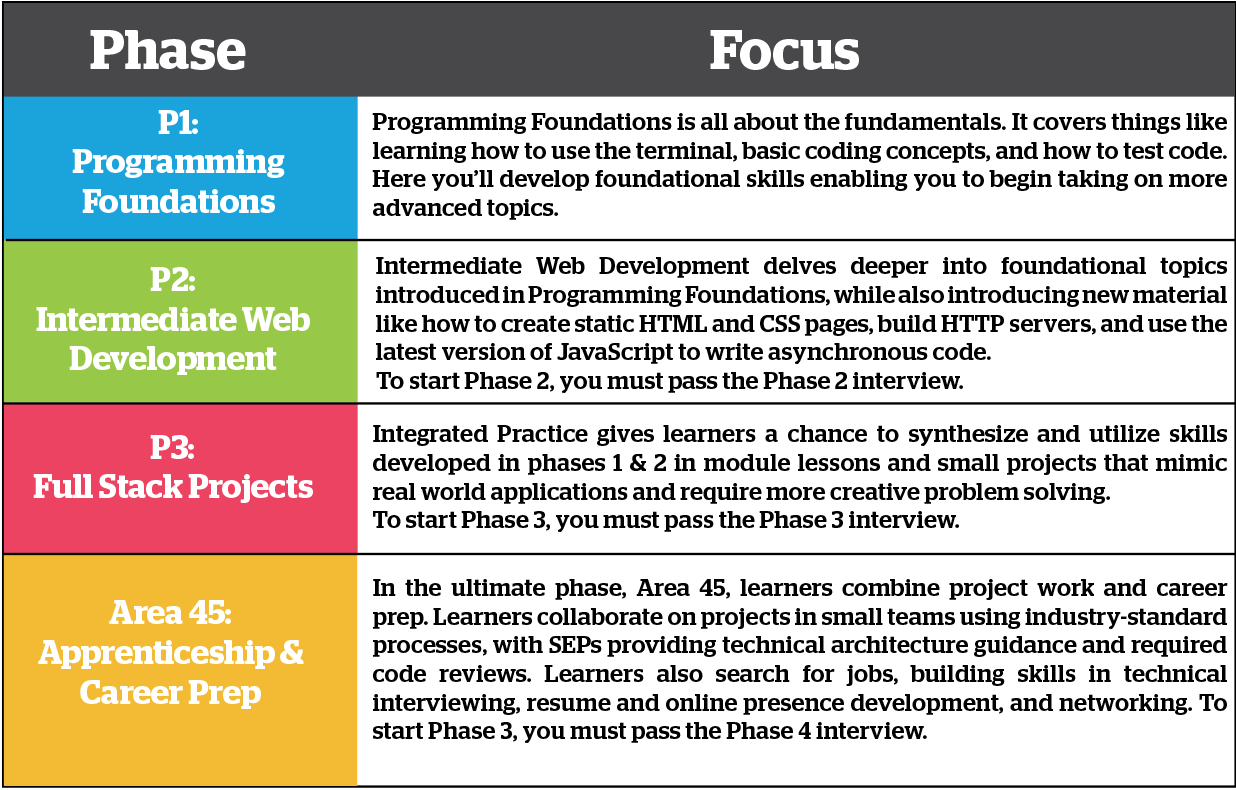 Phase
Focus
P1:
Programming
Foundations
Programming Foundations is all about the fundamentals. It covers things like
learning how to use the terminal, basic coding concepts, and how to test code.
Here you’ll develop foundational skills enabling you to begin taking on more
advanced topics.
P2:
Intermediate Web
Development
Intermediate Web Development delves deeper into foundational topics
introduced in Programming Foundations, while also introducing new material
like how to create static HTML and CSS pages, build HTTP servers, and use the
latest version of JavaScript to write asynchronous code.
To start Phase 2, you must pass the Phase 2 interview.
P3:
Full Stack Projects
Integrated Practice gives learners a chance to synthesize and utilize skills
developed in phases 1 & 2 in module lessons and small projects that mimic
real world applications and require more creative problem solving.
To start Phase 3, you must pass the Phase 3 interview.
Area 45:
Apprenticeship &
Career Prep
In the ultimate phase, Area 45, learners combine project work and career
prep. Learners collaborate on projects in small teams using industry-standard
processes, with SEPs providing technical architecture guidance and required
code reviews. Learners also search for jobs, building skills in technical
interviewing, resume and online presence development, and networking. To
start Phase 3, you must pass the Phase 4 interview.